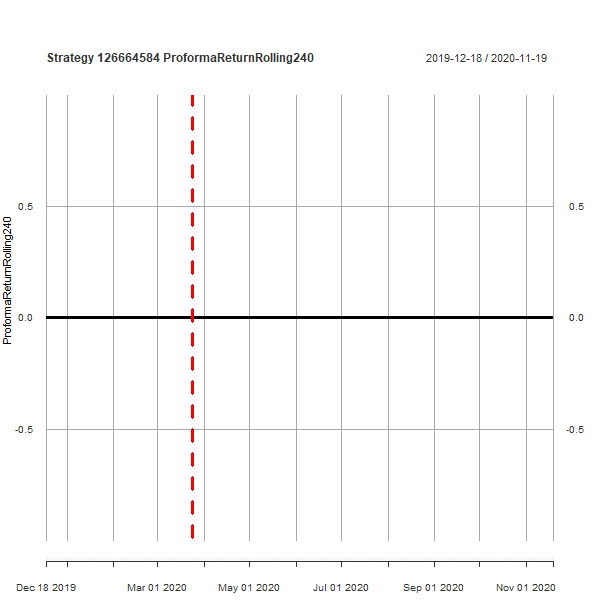 Strategy 126664584 ProformaReturnRolling240
2019-12-18 / 2020-11-19
ProformaReturnRolling240
0.5
0.5
0.0
0.0
-0.5
-0.5
Dec 18 2019
Mar 01 2020
May 01 2020
Jul 01 2020
Sep 01 2020
Nov 01 2020